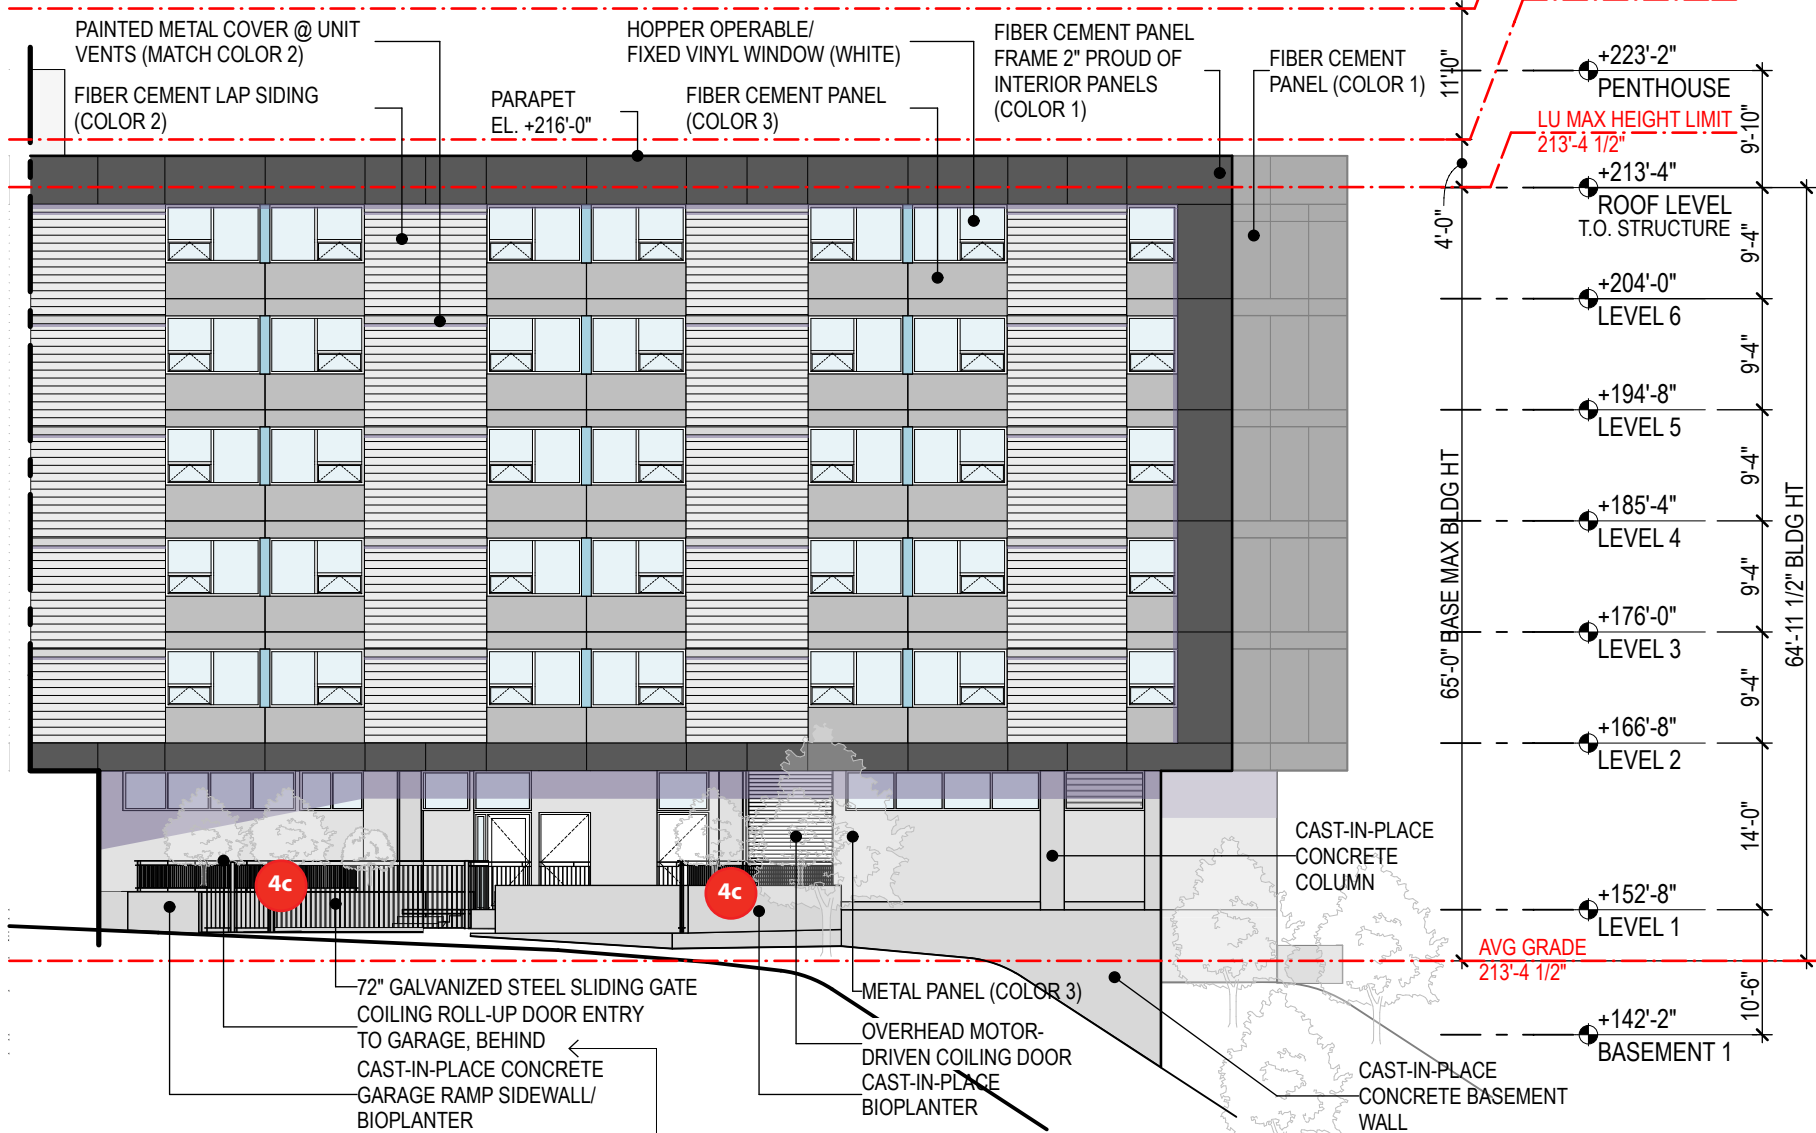 PAINTED METAL COVER @ UNIT
VENTS (MATCH COLOR 2)
FIBER CEMENT LAP SIDING
(COLOR 2)
PARAPET
EL. +216'-0"
HOPPER OPERABLE/
FIXED VINYL WINDOW (WHITE)
FIBER CEMENT PANEL
(COLOR 3)
FIBER CEMENT PANEL
FRAME 2" PROUD OF
INTERIOR PANELS
(COLOR 1)
FIBER CEMENT
PANEL (COLOR 1)
11'-0"
4'-0"
65'-0" BASE MAX BLDG HT
+223'-2"
PENTHOUSE
LU MAX HEIGHT LIMIT
213'-4 1/2"
+213'-4"
ROOF LEVEL
T.O. STRUCTURE
+204'-0"
LEVEL 6
+194'-8"
LEVEL 5
+185'-4"
LEVEL 4
+176'-0"
LEVEL 3
+166'-8"
LEVEL 2
+152'-8"
LEVEL 1
AVG GRADE
213'-4 1/2"
+142'-2"
BASEMENT 1
9'-10"
9'-4"
9'-4"
9'-4"
9'-4"
9'-4"
14'-0"
10'-6"
64'-11 1/2" BLDG HT
4c
4c
CAST-IN-PLACE
CONCRETE
COLUMN
72" GALVANIZED STEEL SLIDING GATE
COILING ROLL-UP DOOR ENTRY
TO GARAGE, BEHIND
CAST-IN-PLACE CONCRETE
GARAGE RAMP SIDEWALL/
BIOPLANTER
METAL PANEL (COLOR 3)
OVERHEAD MOTOR-
DRIVEN COILING DOOR
CAST-IN-PLACE
BIOPLANTER
CAST-IN-PLACE
CONCRETE BASEMENT
WALL